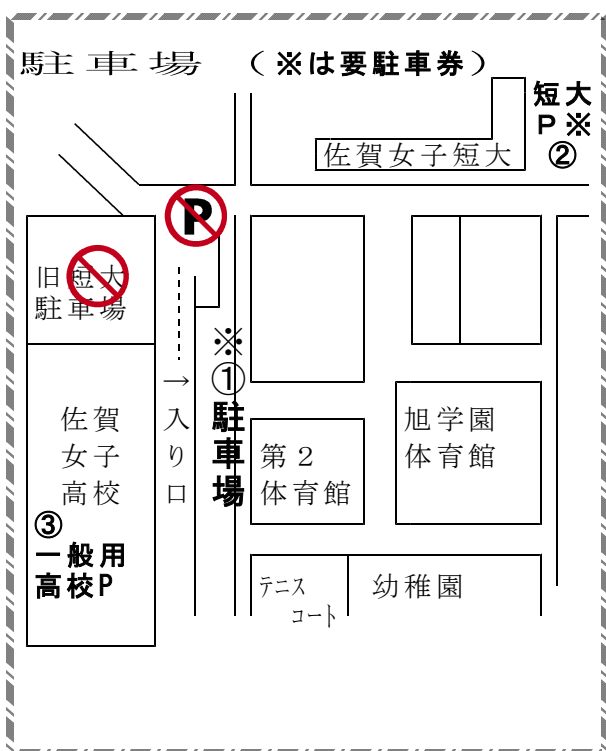 駐車場 （※は要駐車券）
短大
P※
②
佐賀女子短大
P
旧短大
駐車場
※
①
駐
車
場
→
入
り
口
佐賀
女子
高校
③
一般用
高校P
第2
体育館
旭学園
体育館
テニス
コート
幼稚園